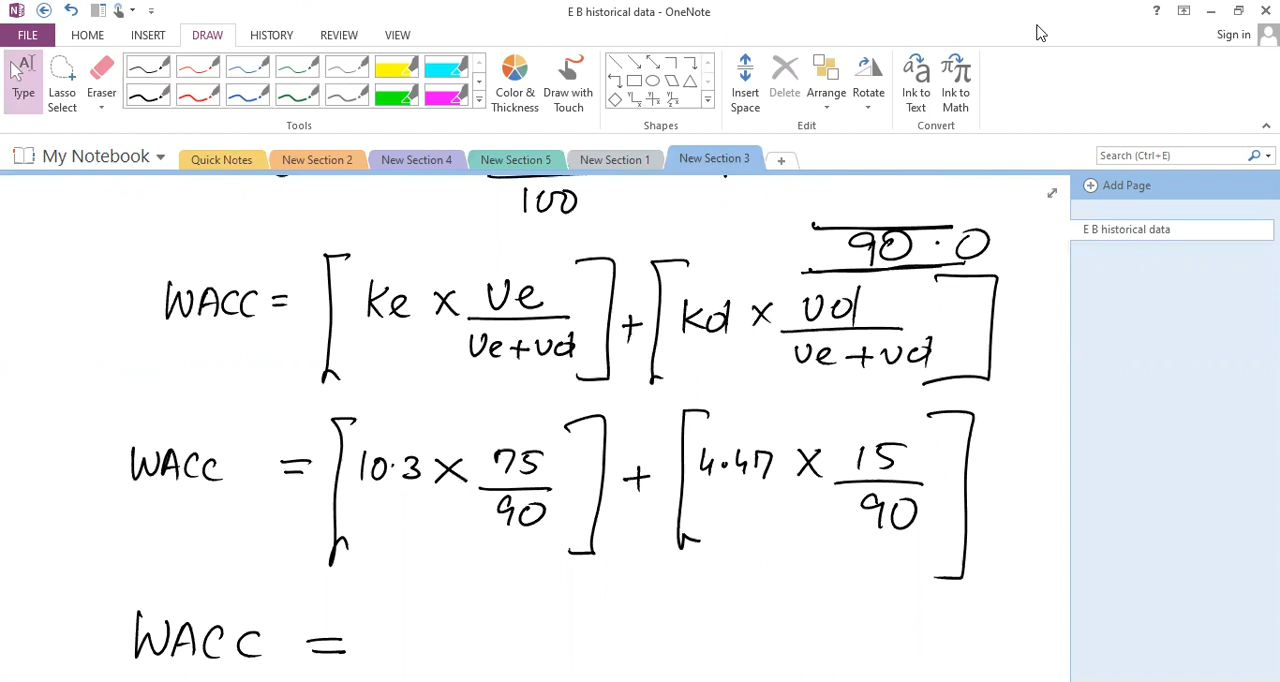 E B historical data - OneNote
? Sign in
FILE HOME INSERT DRAW HISTORY REVIEW VIEW
Type Lasso Select Eraser Color & Thickness Draw with Touch Insert Space Delete Arrange Rotate Ink to Text Ink to Math
Tools Shapes Edit Convert
My Notebook Quick Notes New Section 2 New Section 4 New Section 5 New Section 1 New Section 3 Search (Ctrl+E)
Add Page
E B historical data
100
90.0
WACC = [Ke × Ve / Ve+Vd] + [Kd × Vd / Ve+Vd]
WACC = [10.3 × 75 / 90] + [4.47 × 15 / 90]
WACC =